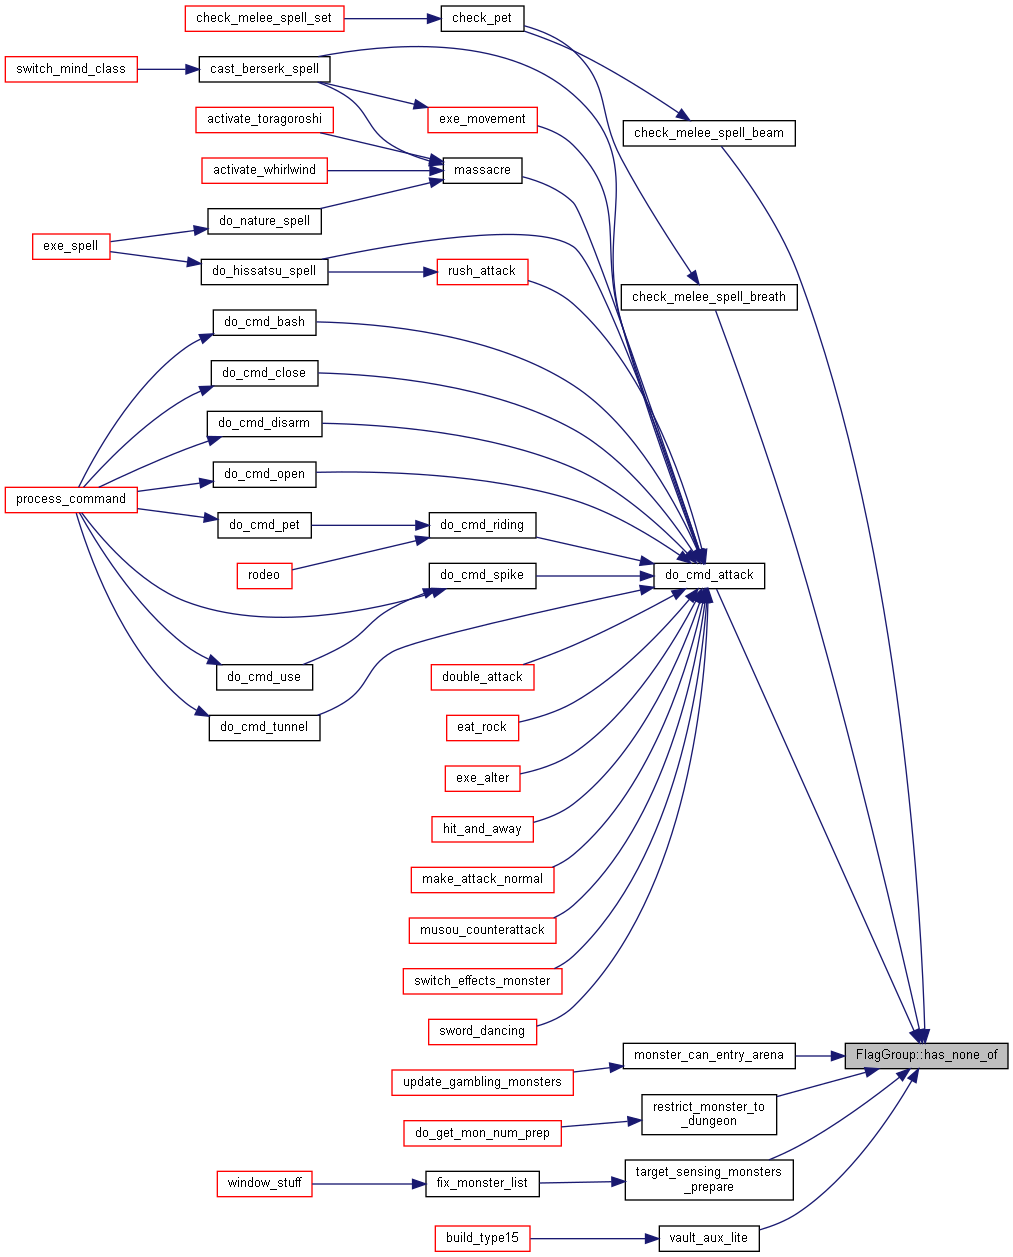 check_melee_spell_set
check_pet
switch_mind_class
cast_berserk_spell
activate_toragoroshi
exe_movement
check_melee_spell_beam
activate_whirlwind
massacre
do_nature_spell
exe_spell
do_hissatsu_spell
rush_attack
check_melee_spell_breath
do_cmd_bash
do_cmd_close
do_cmd_disarm
do_cmd_open
process_command
do_cmd_pet
do_cmd_riding
rodeo
do_cmd_spike
do_cmd_attack
do_cmd_use
double_attack
do_cmd_tunnel
eat_rock
exe_alter
hit_and_away
make_attack_normal
musou_counterattack
switch_effects_monster
sword_dancing
monster_can_entry_arena
FlagGroup::has_none_of
update_gambling_monsters
restrict_monster_to
_dungeon
do_get_mon_num_prep
target_sensing_monsters
_prepare
window_stuff
fix_monster_list
build_type15
vault_aux_lite